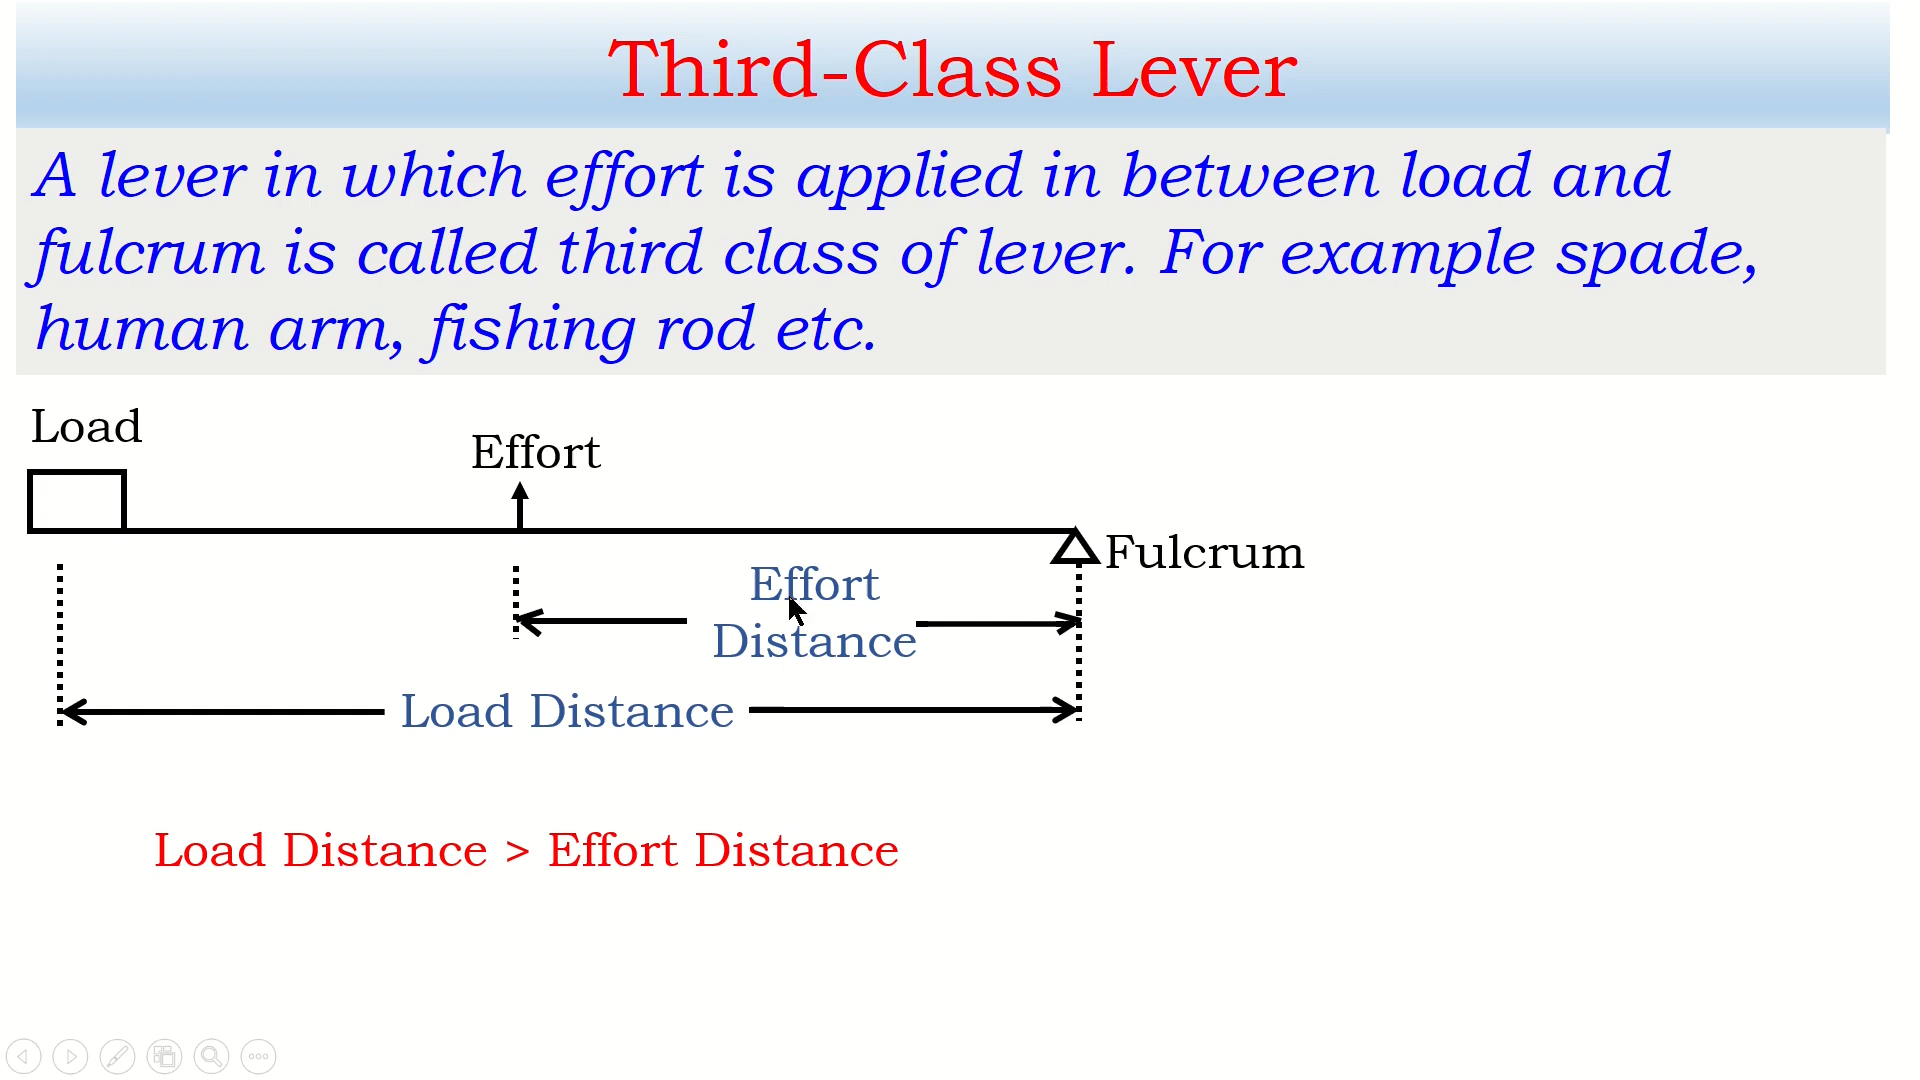 Third-Class Lever
A lever in which effort is applied in between load and
fulcrum is called third class of lever. For example spade,
human arm, fishing rod etc.
Load
Effort
Fulcrum
Effort
Distance
Load Distance
Load Distance > Effort Distance